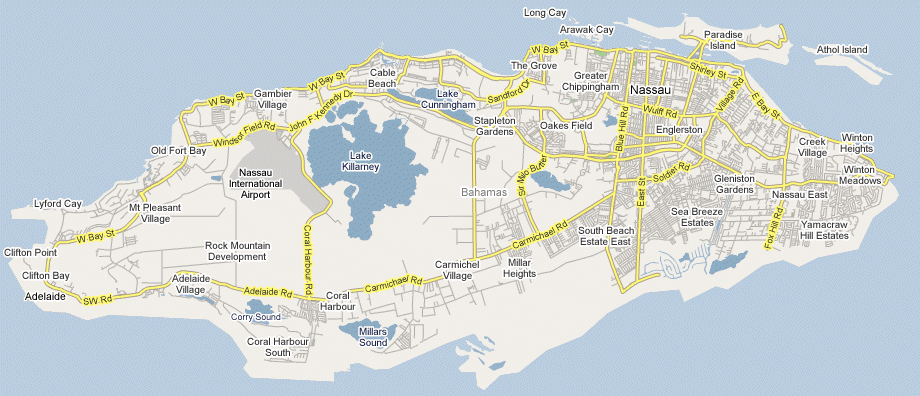 Long Cay
Arawak Cay
Paradise
Island
Athol Island
W Bay St
The Grove
Shirley St
Cable
Beach
Greater
Chippingham
Nassau
W Bay St
Gambier
Village
W Bay St
Lake
Cunningham
Sandford Dr
Village Rd
E Bay St
John F Kennedy Dr
Wulff Rd
Stapleton
Gardens
Oakes Field
Englerston
Windsor Field Rd
Blue Hill Rd
Old Fort Bay
Lake
Killarney
Creek
Village
Winton
Heights
Nassau
International
Airport
Sir Milo Butler
Soldier Rd
Gleniston
Gardens
Winton
Meadows
Bahamas
East St
Nassau East
Lyford Cay
Mt Pleasant
Village
Sea Breeze
Estates
Fox Hill Rd
Yamacraw
Hill Estates
W Bay St
Coral Harbour Rd
Carmichael Rd
South Beach
Estate East
Clifton Point
Rock Mountain
Development
Clifton Bay
Carmichel
Village
Millar
Heights
Adelaide
Village
Adelaide
SW Rd
Adelaide Rd
Carmichael Rd
Coral
Harbour
Corry Sound
Millars
Sound
Coral Harbour
South